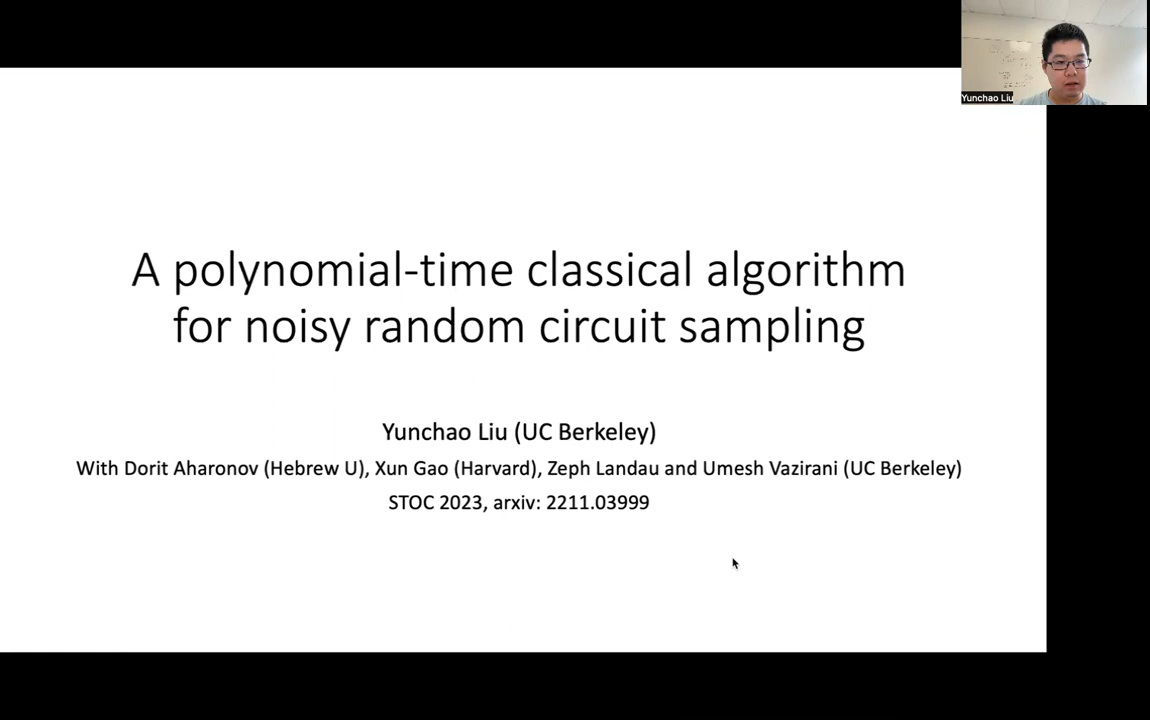 Yunchao Liu
A polynomial-time classical algorithm
for noisy random circuit sampling
Yunchao Liu (UC Berkeley)
With Dorit Aharonov (Hebrew U), Xun Gao (Harvard), Zeph Landau and Umesh Vazirani (UC Berkeley)
STOC 2023, arxiv: 2211.03999